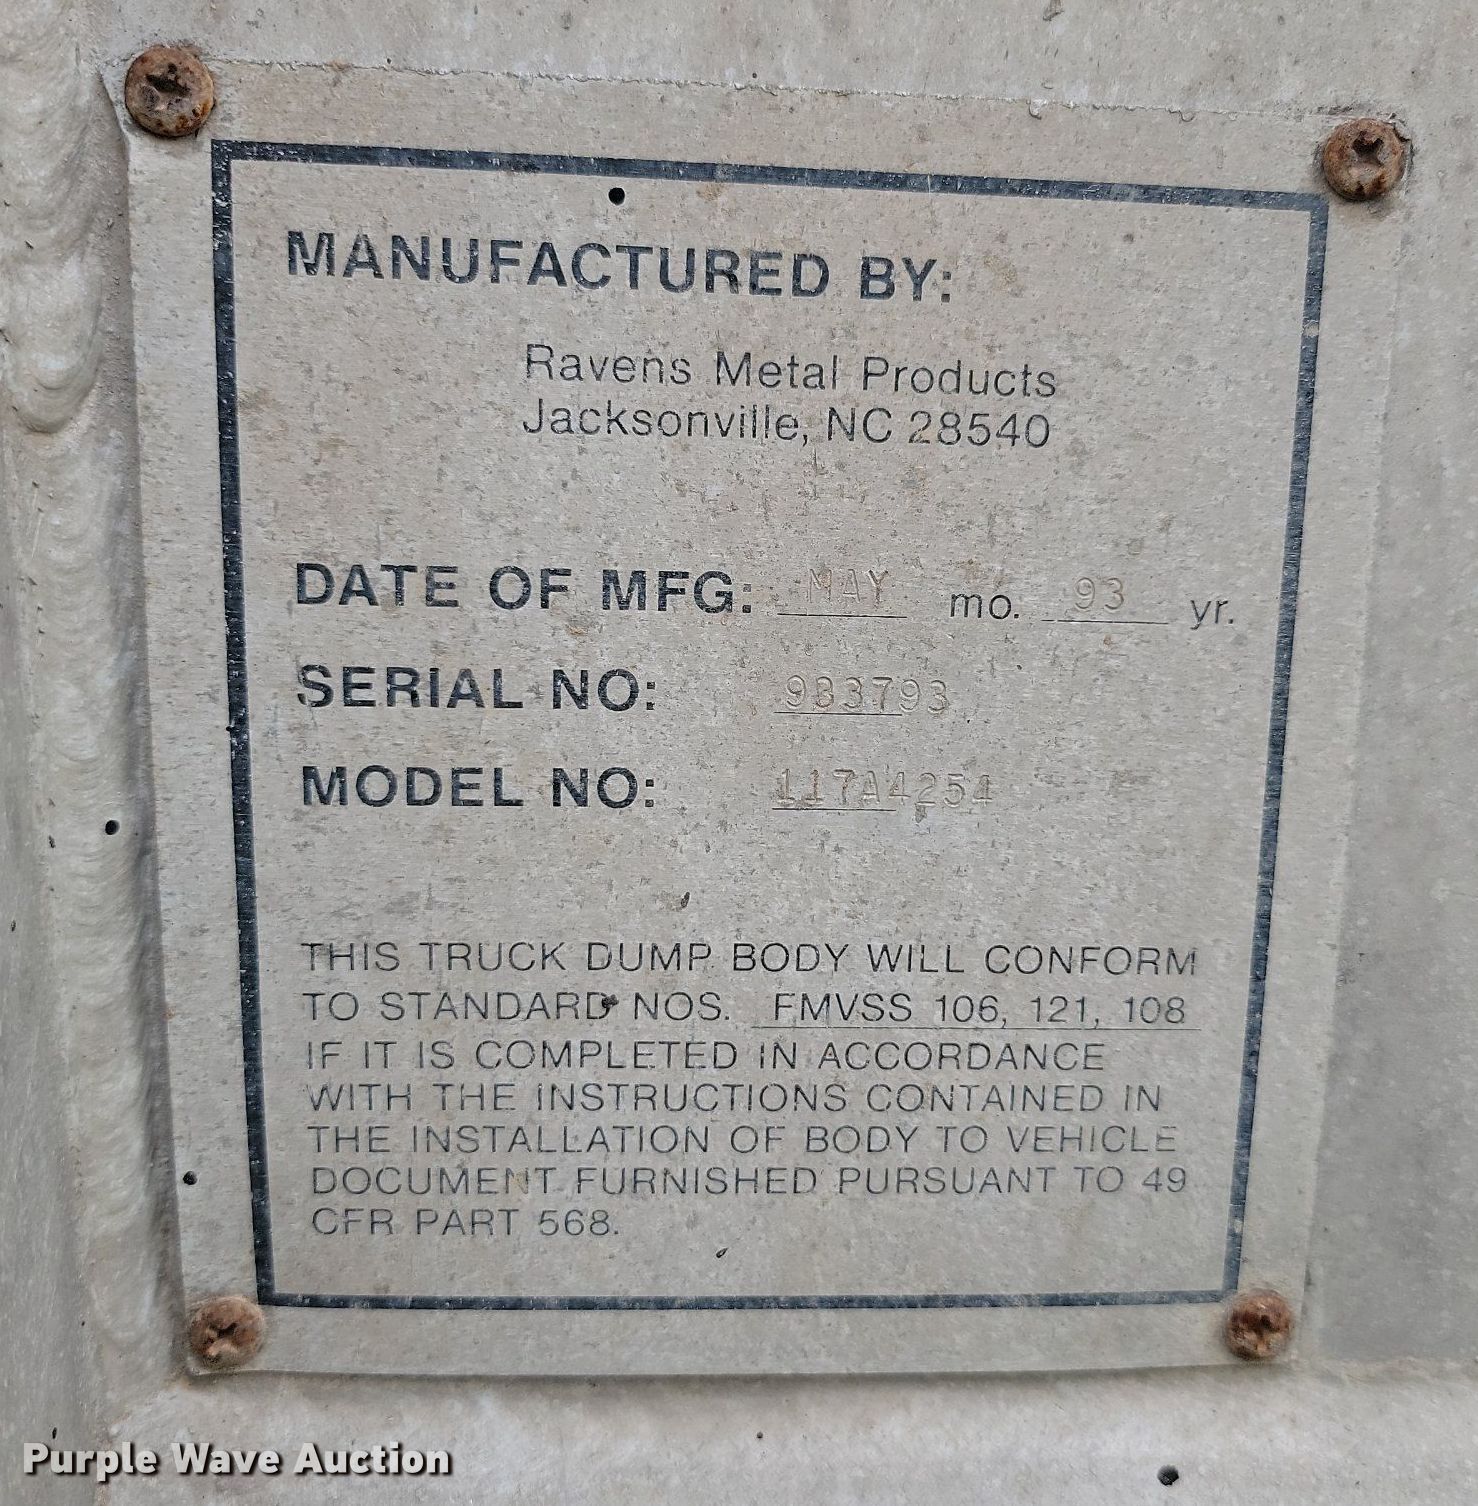 MANUFACTURED BY:
Ravens Metal Products
Jacksonville, NC 28540
DATE OF MFG: MAY mo. 93 yr.
SERIAL NO: 933793
MODEL NO: 117A4254
THIS TRUCK DUMP BODY WILL CONFORM
TO STANDARD NOS. FMVSS 106, 121, 108
IF IT IS COMPLETED IN ACCORDANCE
WITH THE INSTRUCTIONS CONTAINED IN
THE INSTALLATION OF BODY TO VEHICLE
DOCUMENT FURNISHED PURSUANT TO 49
CFR PART 568.
Purple Wave Auction